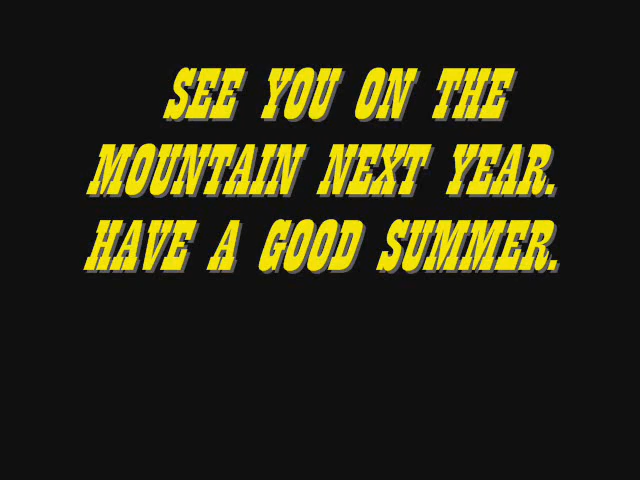 SEE YOU ON THE
MOUNTAIN NEXT YEAR.
HAVE A GOOD SUMMER.